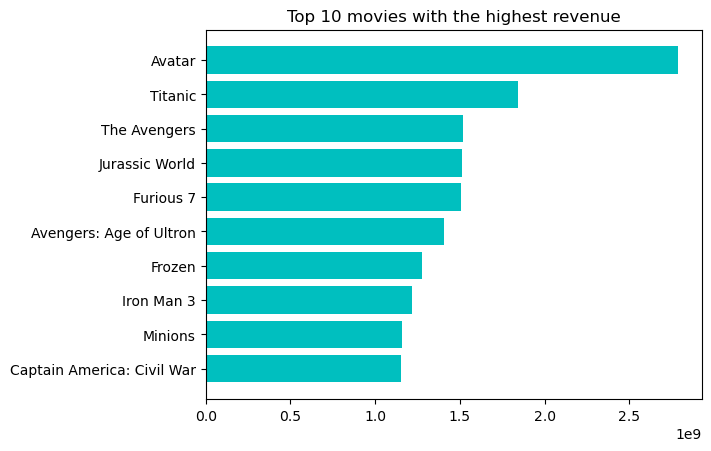 Top 10 movies with the highest revenue
Avatar
Titanic
The Avengers
Jurassic World
Furious 7
Avengers: Age of Ultron
Frozen
Iron Man 3
Minions
Captain America: Civil War
0.0 0.5 1.0 1.5 2.0 2.5
1e9